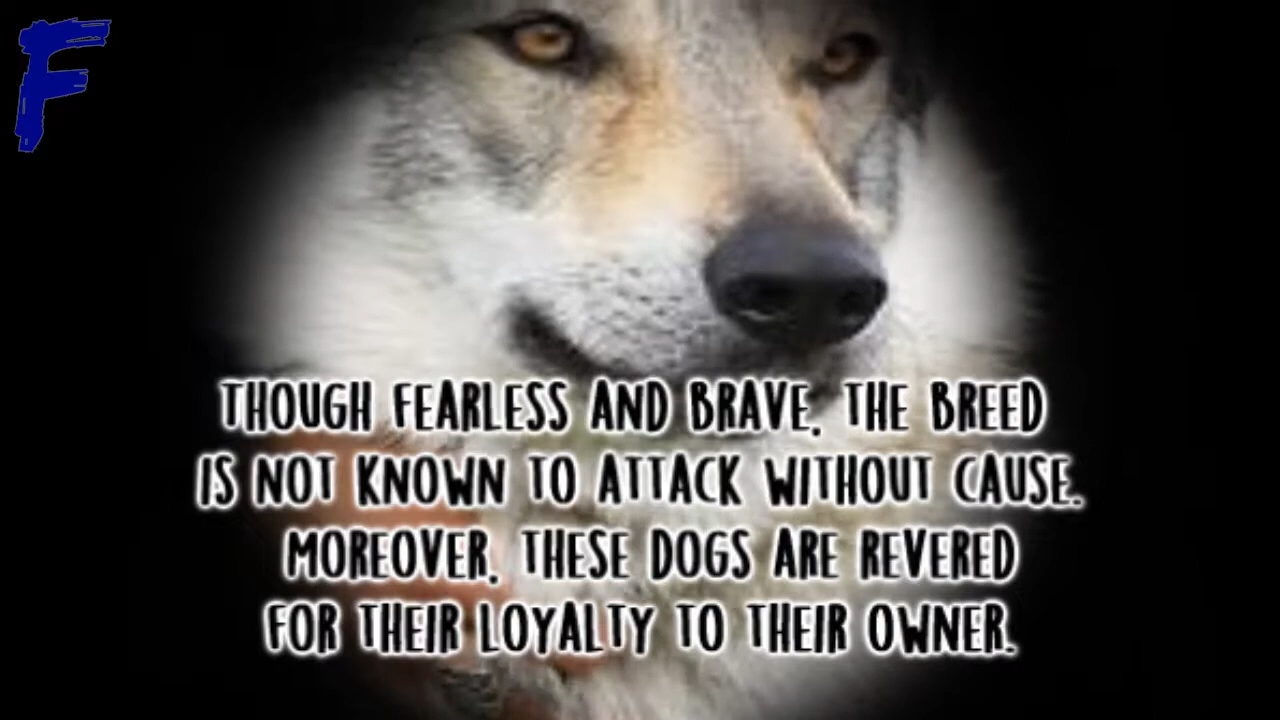 F
THOUGH FEARLESS AND BRAVE, THE BREED
IS NOT KNOWN TO ATTACK WITHOUT CAUSE.
MOREOVER, THESE DOGS ARE REVERED
FOR THEIR LOYALTY TO THEIR OWNER.